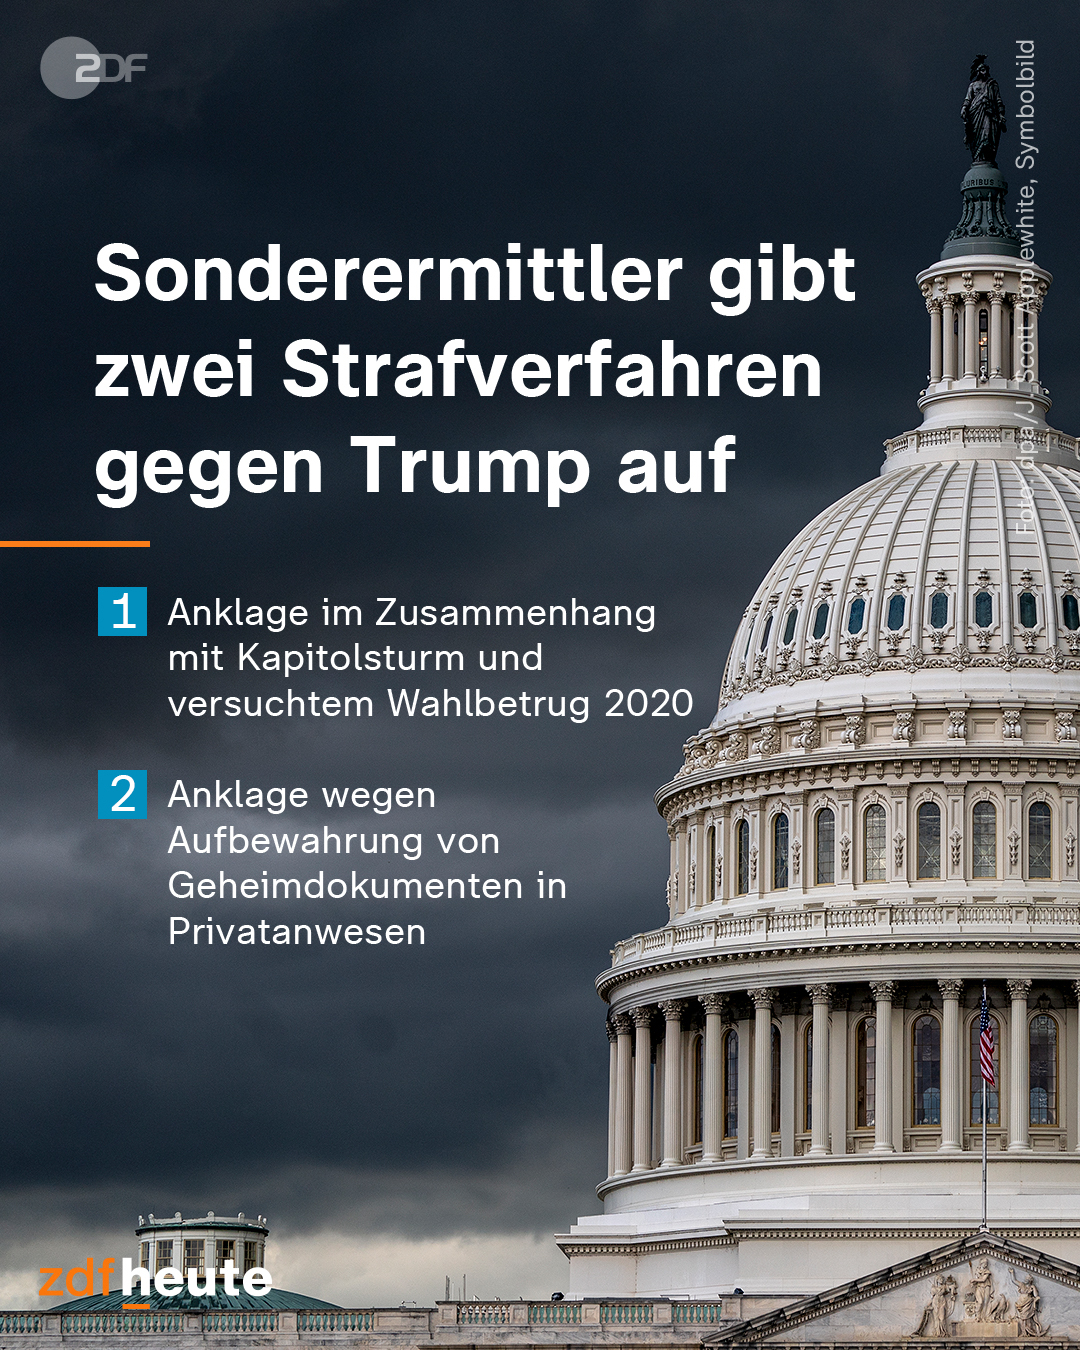 ZDF
Foto: dpa/J. Scott Applewhite, Symbolbild
URIBUS
Sonderermittler gibt
zwei Strafverfahren
gegen Trump auf
1 Anklage im Zusammenhang
mit Kapitolsturm und
versuchtem Wahlbetrug 2020
2 Anklage wegen
Aufbewahrung von
Geheimdokumenten in
Privatanwesen
zdfheute